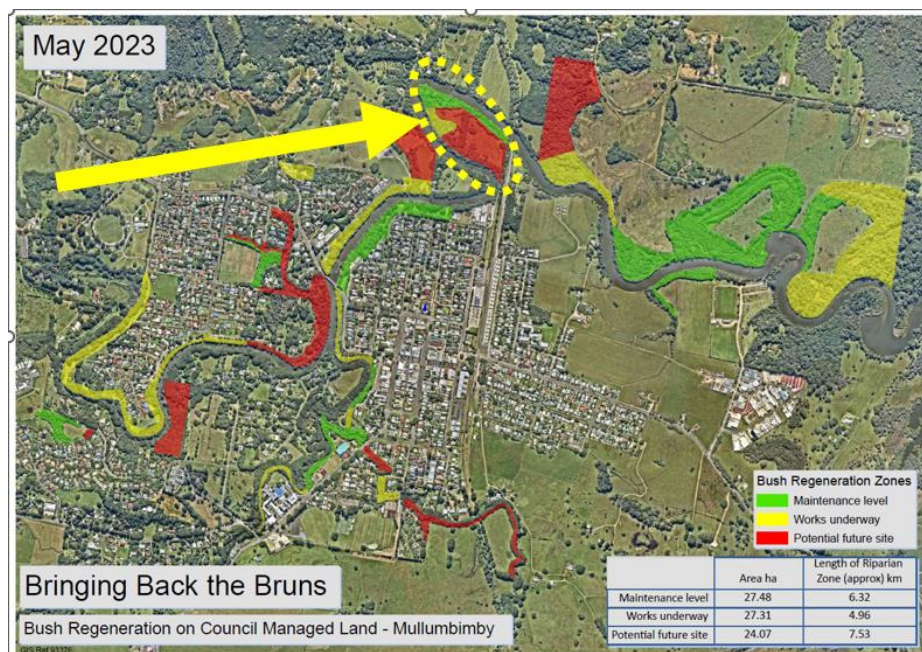 May 2023
Bush Regeneration Zones
Maintenance level
Works underway
Potential future site
Bringing Back the Bruns
Bush Regeneration on Council Managed Land - Mullumbimby
Area ha Length of Riparian Zone (approx) km
Maintenance level 27.48 6.32
Works underway 27.31 4.96
Potential future site 24.07 7.53